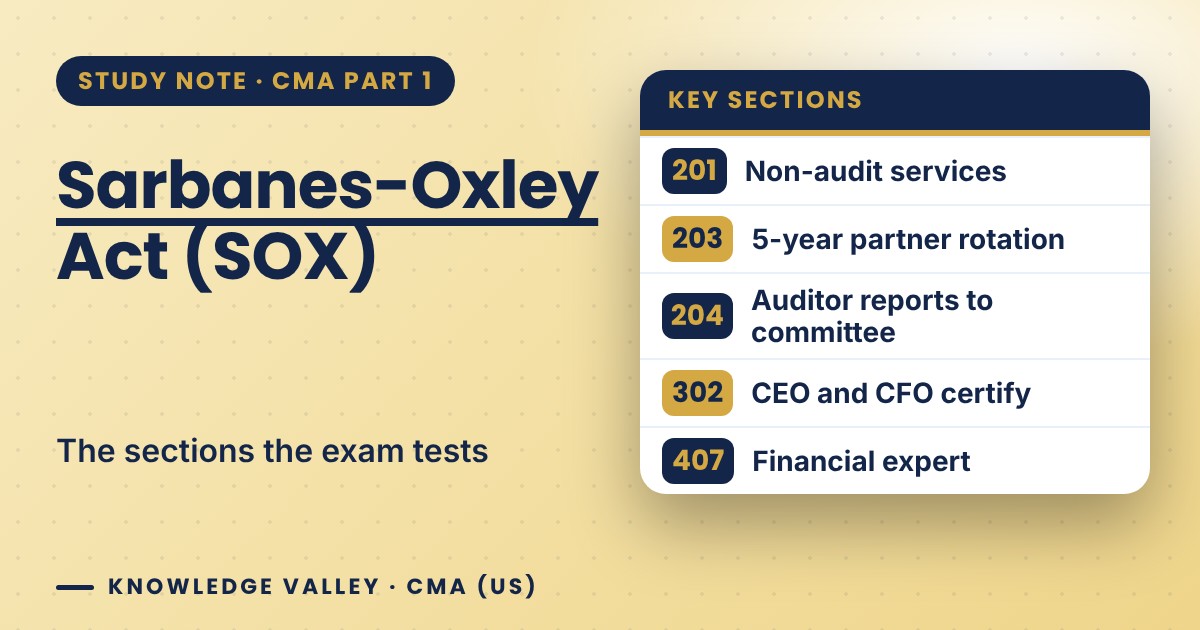 STUDY NOTE · CMA PART 1
Sarbanes-Oxley
Act (SOX)
The sections the exam tests
KNOWLEDGE VALLEY · CMA (US)
KEY SECTIONS
201 Non-audit services
203 5-year partner rotation
204 Auditor reports to
committee
302 CEO and CFO certify
407 Financial expert